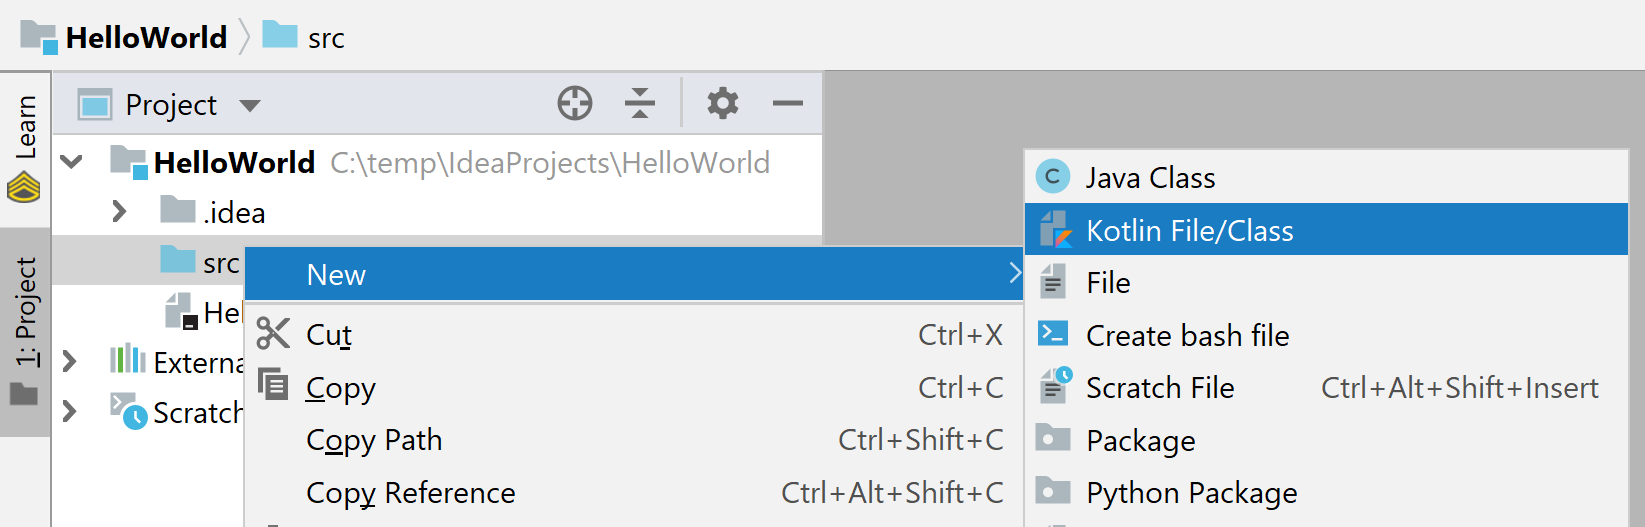 HelloWorld
src
Learn
1: Project
Project
HelloWorld C:\temp\IdeaProjects\HelloWorld
.idea
src
Hel
Externa
Scratch
New
Cut Ctrl+X
Copy Ctrl+C
Copy Path Ctrl+Shift+C
Copy Reference Ctrl+Alt+Shift+C
Java Class
Kotlin File/Class
File
Create bash file
Scratch File Ctrl+Alt+Shift+Insert
Package
Python Package